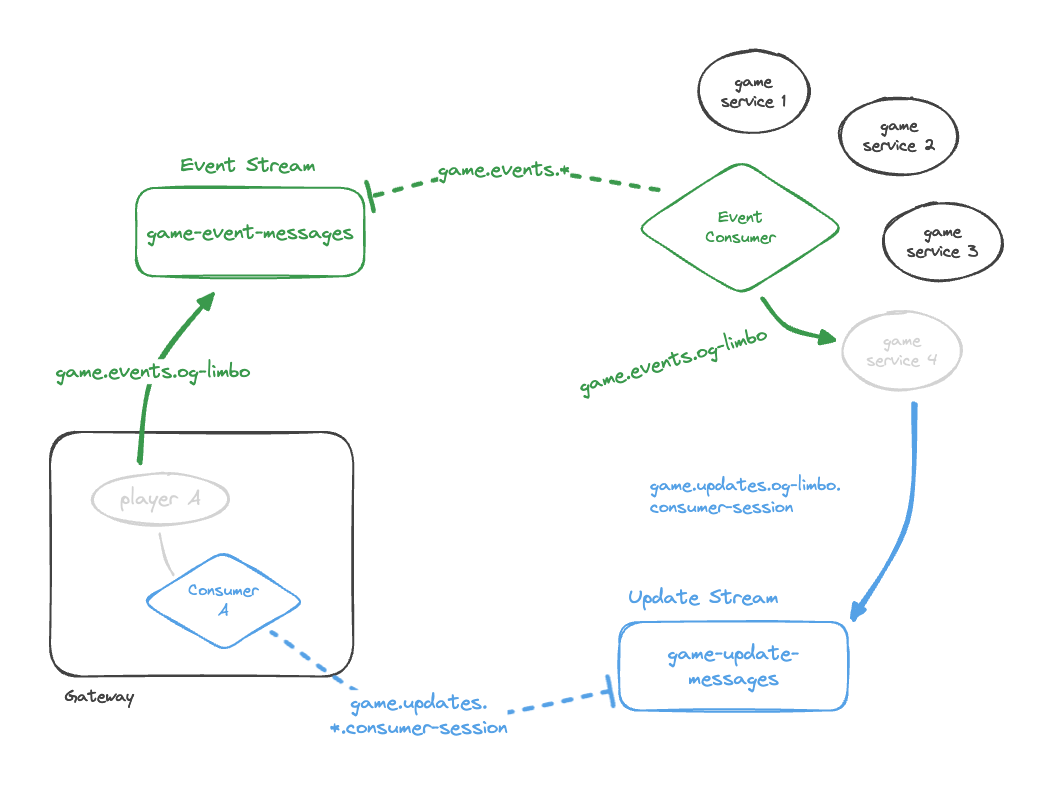 game
service 1
game
service 2
Event Stream
game.events.*
game-event-messages
Event
Consumer
game
service 3
game.events.og-limbo
game
service 4
game.events.og-limbo
player A
game.updates.og-limbo.
consumer-session
Consumer
A
Update Stream
game-update-
messages
Gateway
game.updates.
*.consumer-session